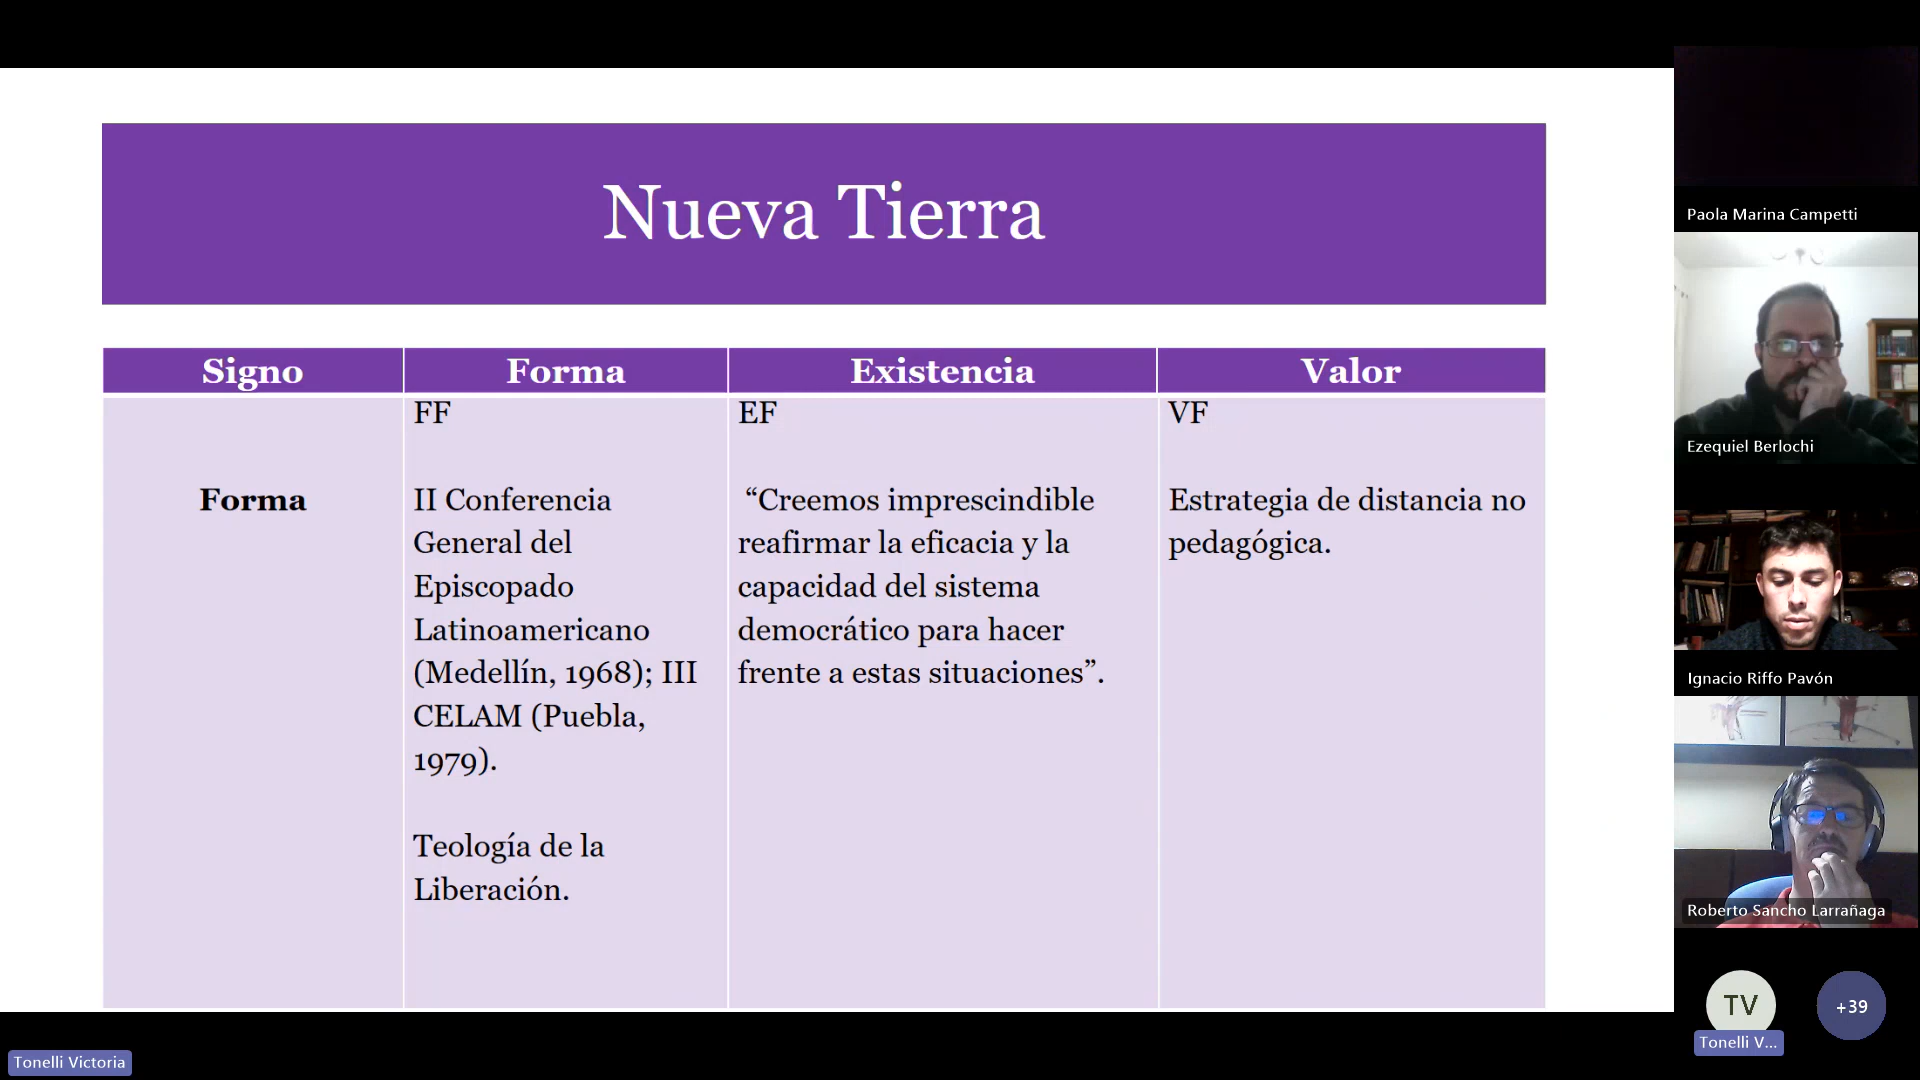 Nueva Tierra
Signo
Forma
Existencia
Valor
Forma
FF
II Conferencia
General del
Episcopado
Latinoamericano
(Medellín, 1968); III
CELAM (Puebla,
1979).
Teología de la
Liberación.
EF
“Creemos imprescindible
reafirmar la eficacia y la
capacidad del sistema
democrático para hacer
frente a estas situaciones”.
VF
Estrategia de distancia no
pedagógica.
Paola Marina Campetti
Ezequiel Berlochi
Ignacio Riffo Pavón
Roberto Sancho Larrañaga
TV
+39
Tonelli V...
Tonelli Victoria